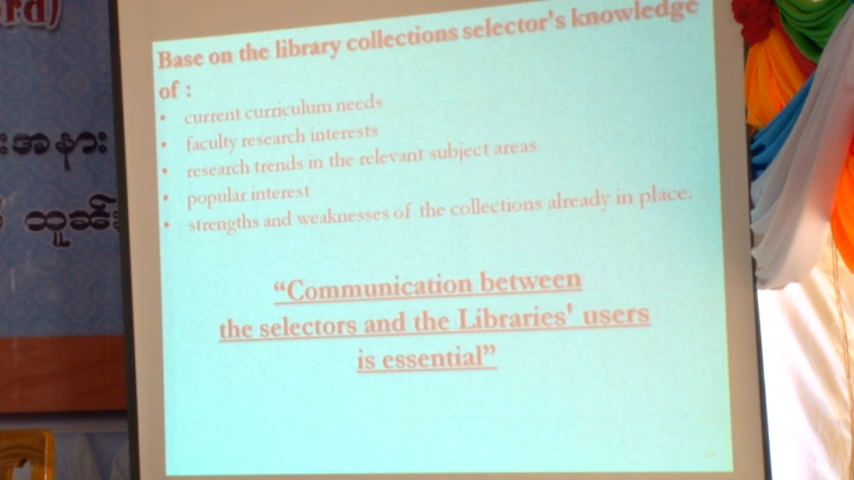 rd)
Base on the library collections selector's knowledge
of :
• current curriculum needs
• faculty research interests
• research trends in the relevant subject areas
• popular interest
• strengths and weaknesses of the collections already in place.
“Communication between
the selectors and the Libraries' users
is essential”